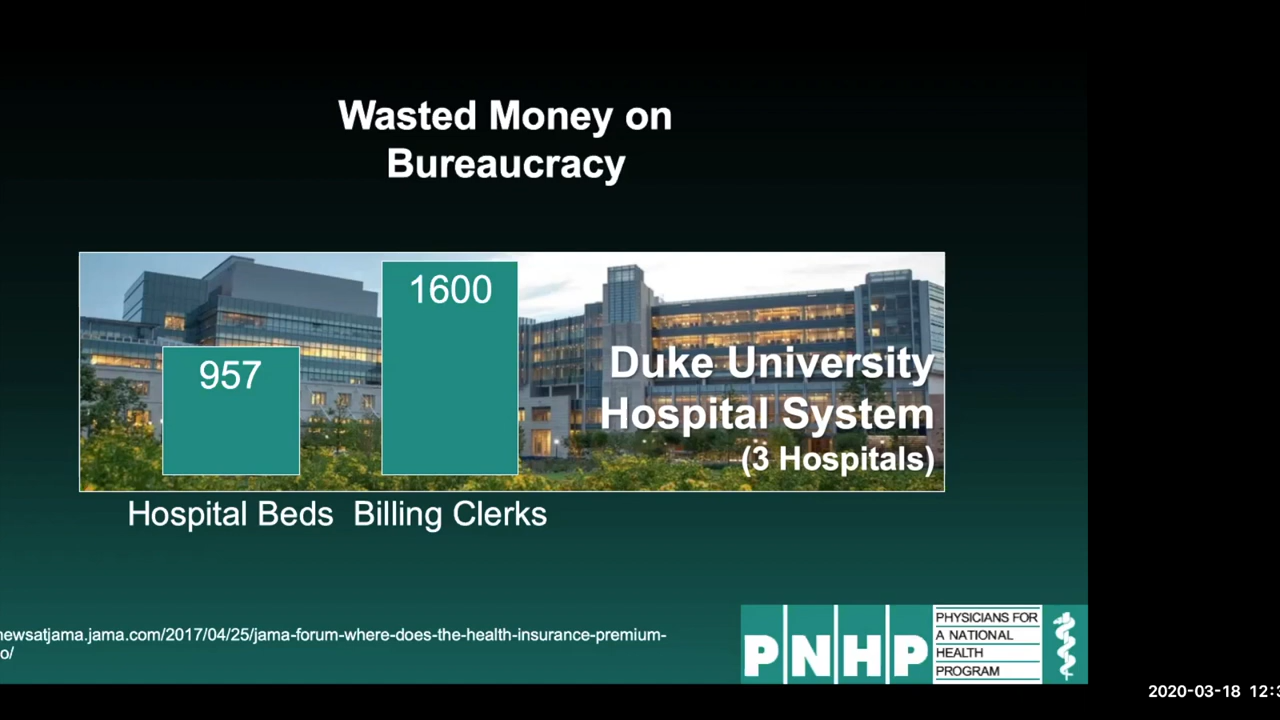 Wasted Money on
Bureaucracy
957
1600
Duke University
Hospital System
(3 Hospitals)
Hospital Beds
Billing Clerks
newsatjama.jama.com/2017/04/25/jama-forum-where-does-the-health-insurance-premium-
o/
PNHP
PHYSICIANS FOR
A NATIONAL
HEALTH
PROGRAM
2020-03-18 12:3